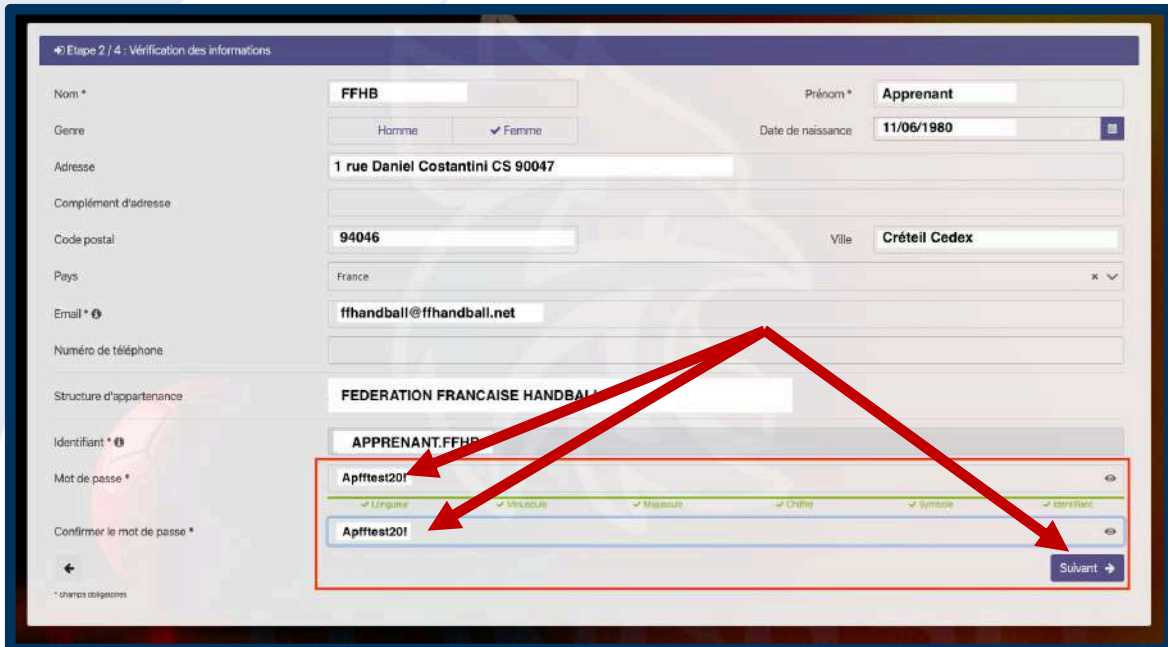 Etape 2 / 4 : Vérification des informations
Nom * FFHB Prénom * Apprenant
Genre Homme Femme Date de naissance 11/06/1980
Adresse 1 rue Daniel Costantini CS 90047
Complément d'adresse
Code postal 94046 Ville Créteil Cedex
Pays France
Email * ffhandball@ffhandball.net
Numéro de téléphone
Structure d'appartenance FEDERATION FRANCAISE HANDBALL
Identifiant * APPRENANT.FFHB
Mot de passe * Apfftest20!
Longueur Minuscule Majuscule Chiffre Symbole Identifiant
Confirmer le mot de passe * Apfftest20!
Suivant
* champs obligatoires